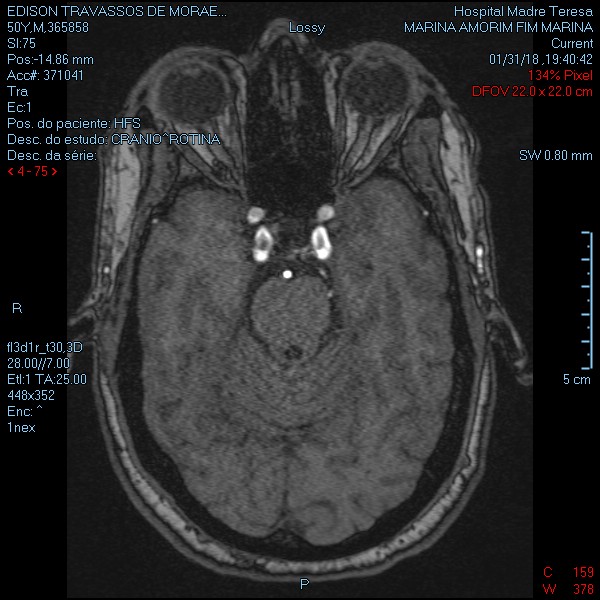 EDISON TRAVASSOS DE MORAE...
50Y,M,365858
SI:75
Pos:-14.86 mm
Acc#: 371041
Tra
Ec:1
Pos. do paciente: HFS
Desc. do estudo: CRANIO^ROTINA
Desc. da série:
< 4 - 75 >
Lossy
Hospital Madre Teresa
MARINA AMORIM FIM MARINA
Current
01/31/18 ,19:40:42
134% Pixel
DFOV 22.0 x 22.0 cm
SW 0.80 mm
R
5 cm
fl3d1r_t30,3D
28.00//7.00
Etl:1 TA:25.00
448x352
Enc: ^
1nex
P
C 159
W 378